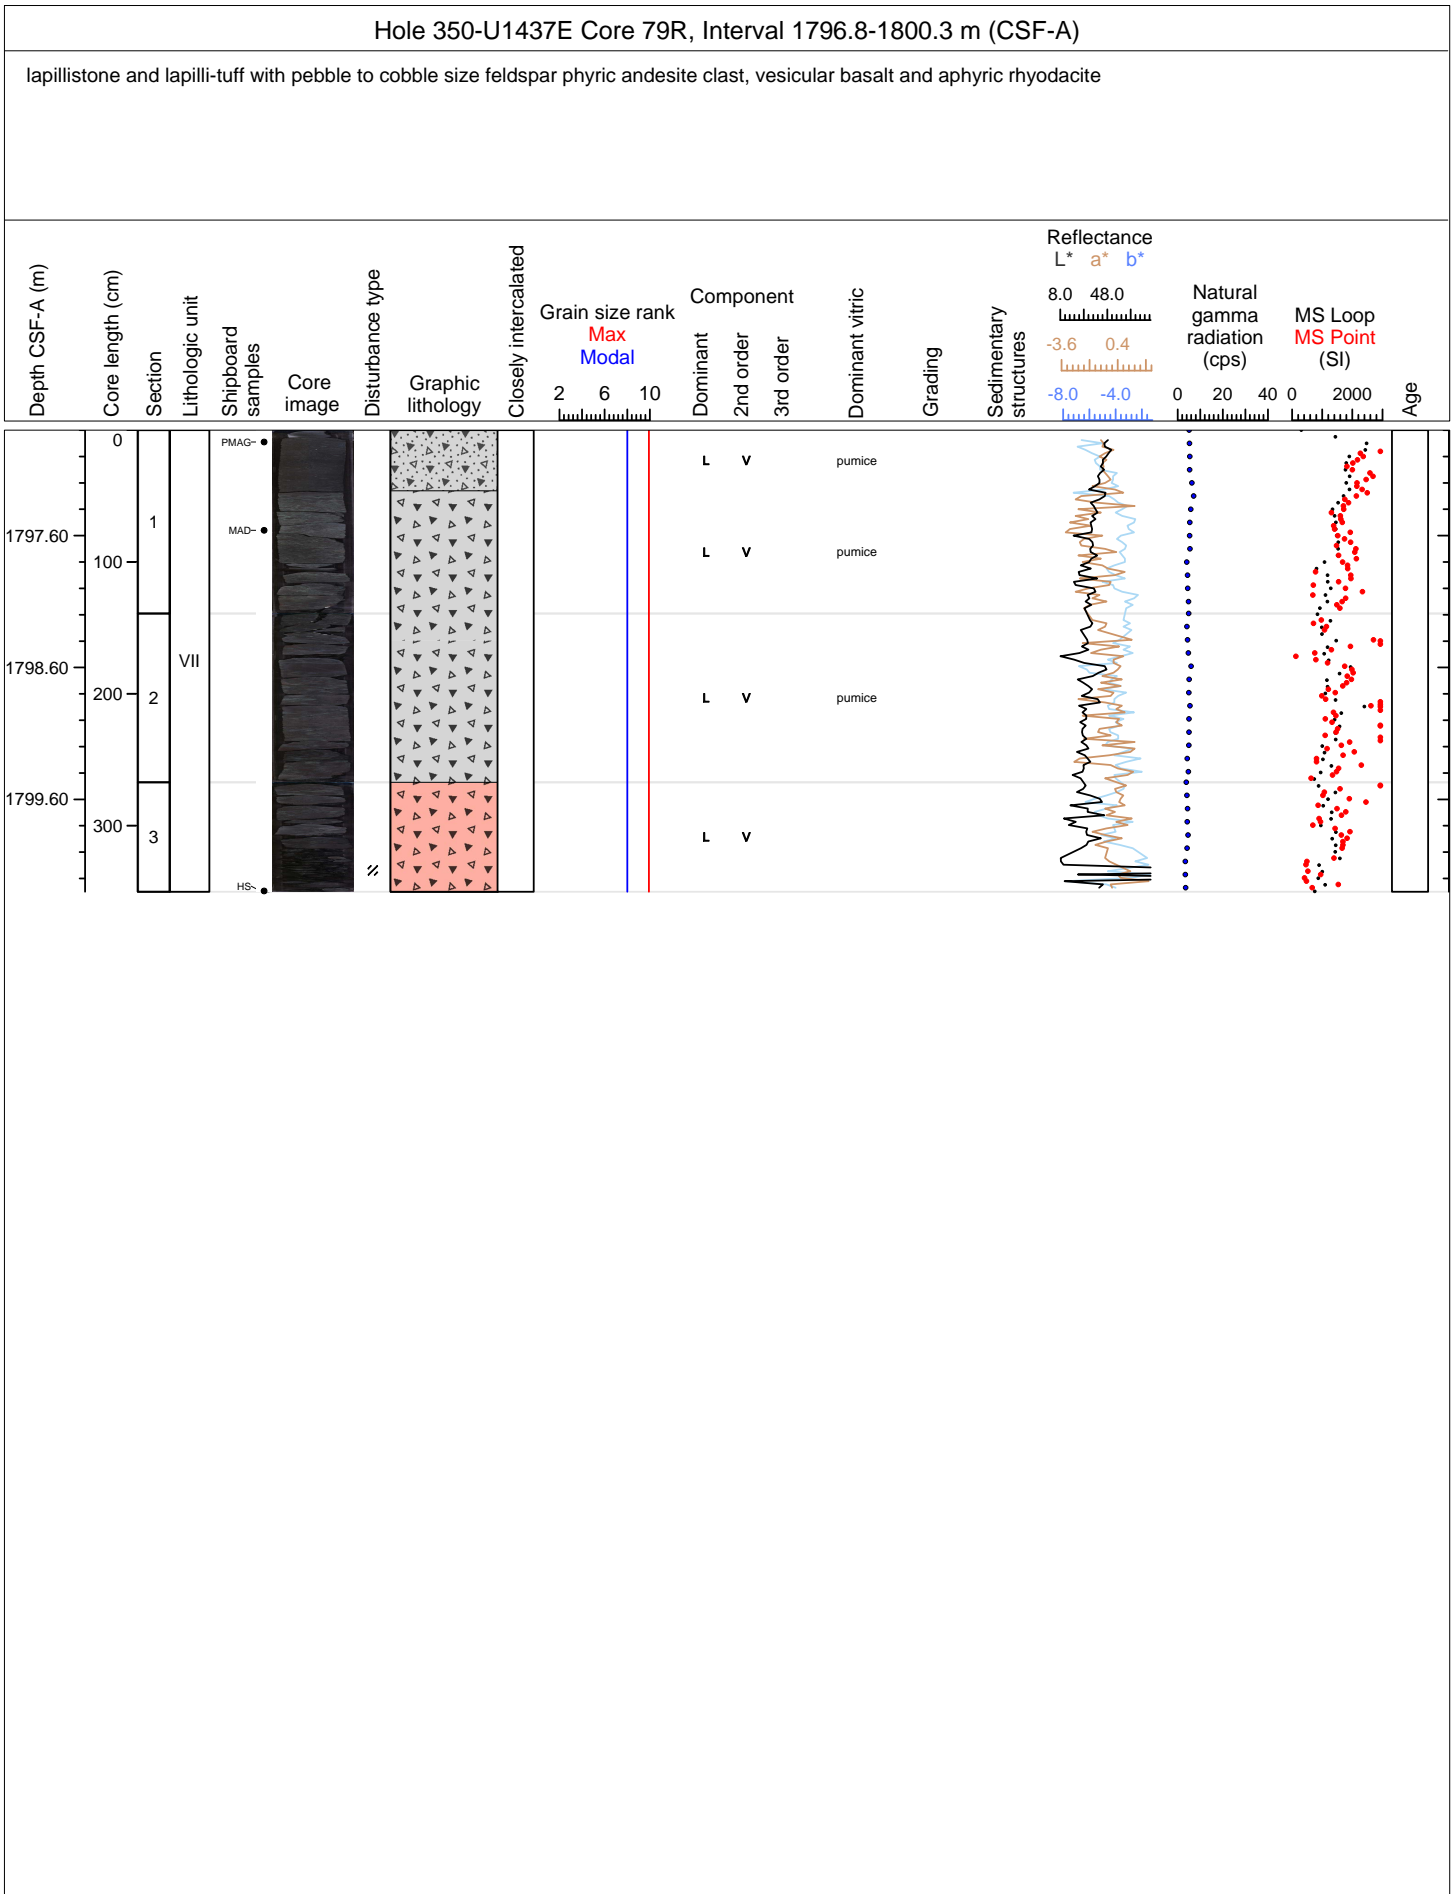 Hole 350-U1437E Core 79R, Interval 1796.8-1800.3 m (CSF-A)
lapillistone and lapilli-tuff with pebble to cobble size feldspar phyric andesite clast, vesicular basalt and aphyric rhyodacite
Depth CSF-A (m)
Core length (cm)
Section
Lithologic unit
Shipboard
samples
Core
image
Disturbance type
Graphic
lithology
Closely intercalated
Grain size rank
Max
Modal
2 6 10
Component
Dominant
2nd order
3rd order
Dominant vitric
Grading
Sedimentary
structures
Reflectance
L* a* b*
8.0 48.0
-3.6 0.4
-8.0 -4.0
Natural
gamma
radiation
(cps)
0 20 40
MS Loop
MS Point
(SI)
0 2000
Age
0
PMAG
L V pumice
1
MAD
1797.60
100
L V pumice
VII
1798.60
200
2
L V pumice
1799.60
300
3
L V
HS